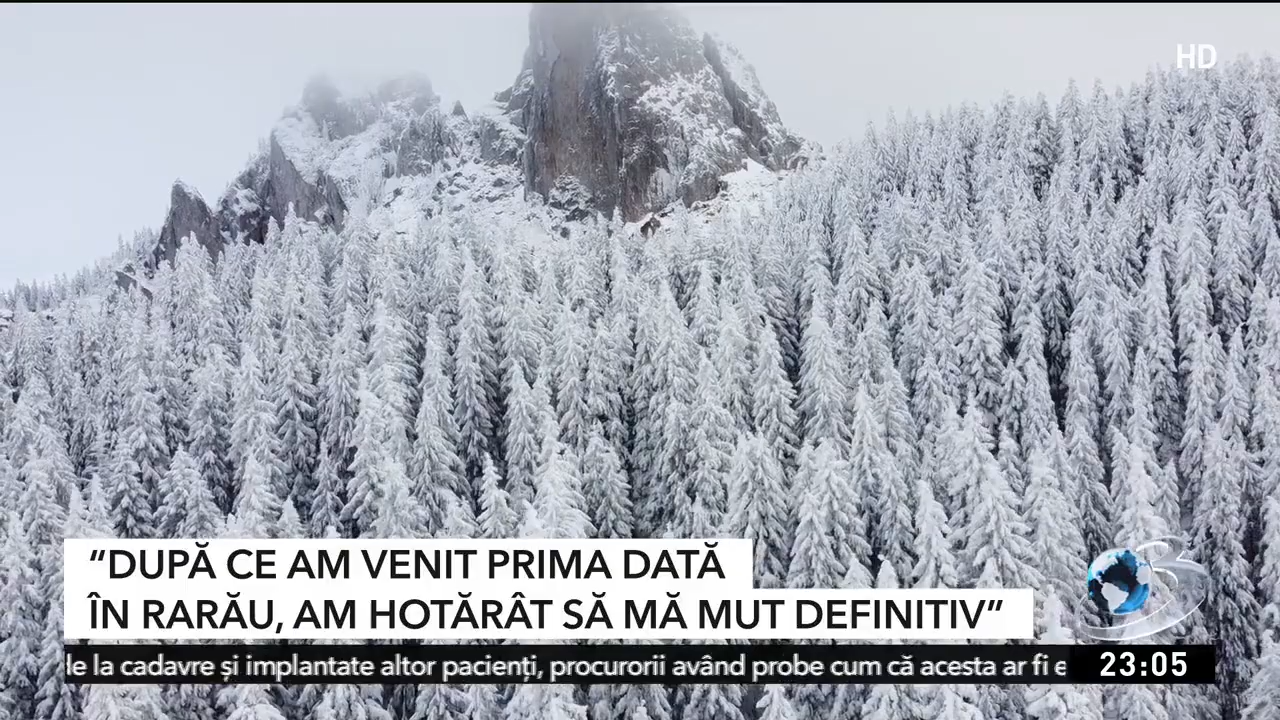 HD
“DUPĂ CE AM VENIT PRIMA DATĂ
ÎN RARĂU, AM HOTĂRÂT SĂ MĂ MUT DEFINITIV”
de la cadavre și implantate altor pacienți, procurorii având probe cum că acesta ar fi e
23:05